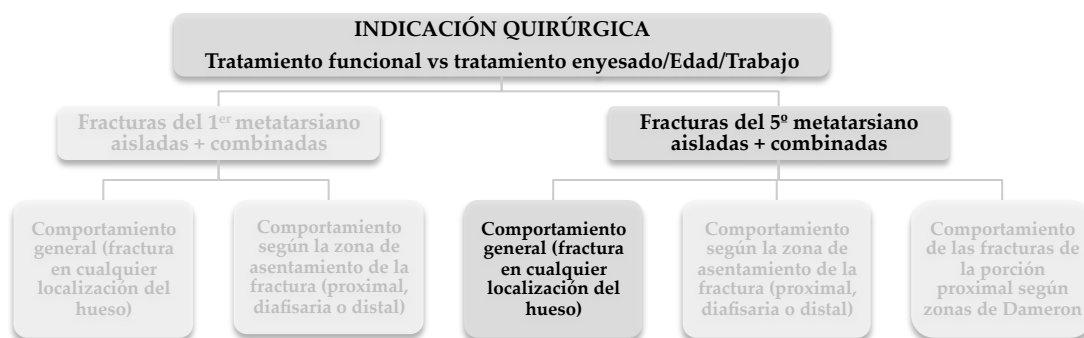 INDICACIÓN QUIRÚRGICA
Tratamiento funcional vs tratamiento enyesado/Edad/Trabajo
Fracturas del 1er metatarsiano
aisladas + combinadas
Fracturas del 5º metatarsiano
aisladas + combinadas
Comportamiento
general (fractura
en cualquier
localización del
hueso)
Comportamiento
según la zona de
asentamiento de la
fractura (proximal,
diafisaria o distal)
Comportamiento
general (fractura
en cualquier
localización del
hueso)
Comportamiento
según la zona de
asentamiento de la
fractura (proximal,
diafisaria o distal)
Comportamiento
de las fracturas de
la porción
proximal según
zonas de Dameron